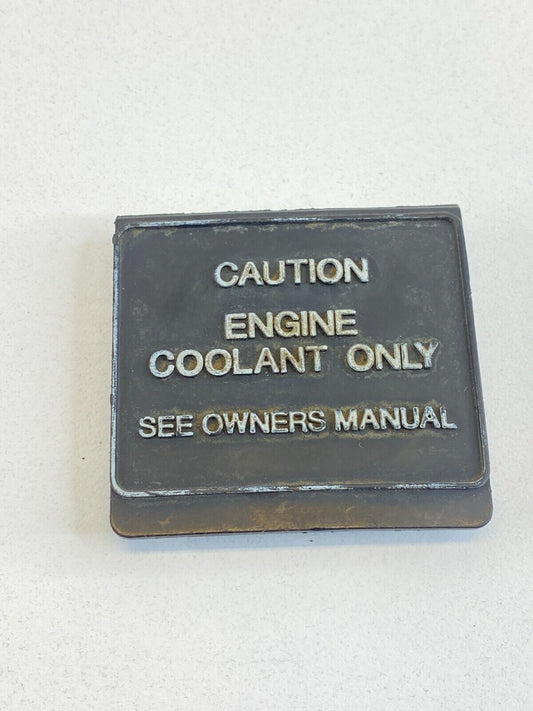 CAUTION
ENGINE
COOLANT ONLY
SEE OWNERS MANUAL